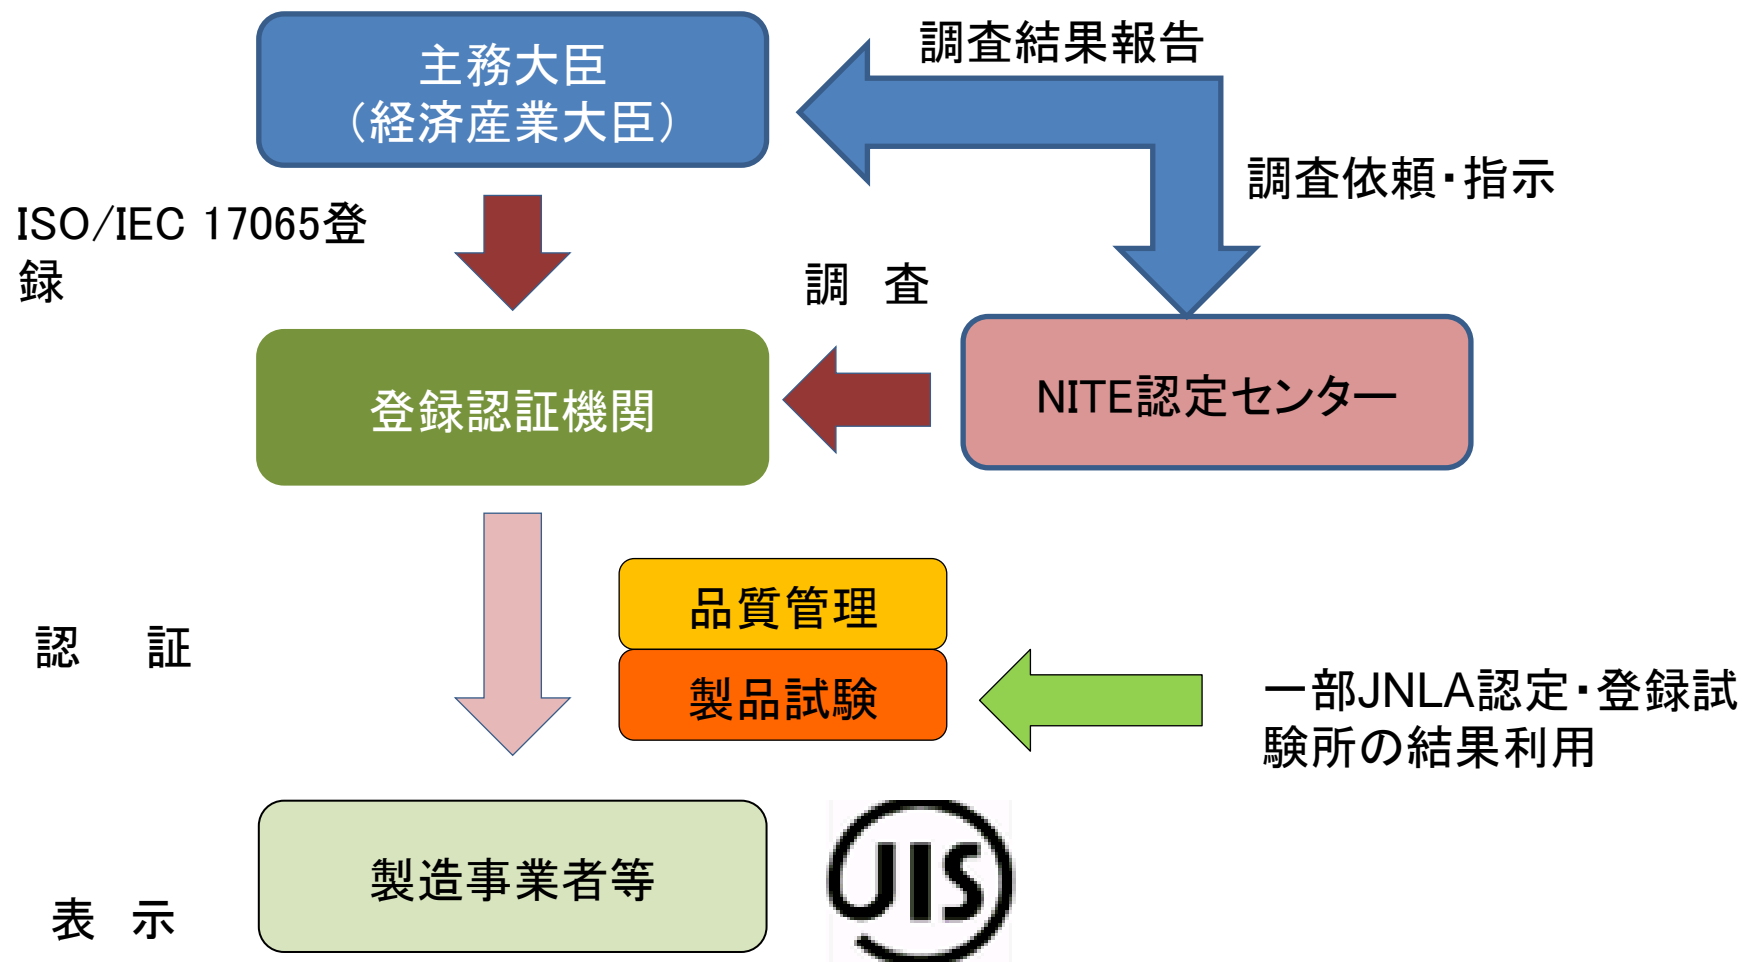 主務大臣
（経済産業大臣）
調査結果報告
調査依頼・指示
ISO/IEC 17065登
録
調　査
登録認証機関
NITE認定センター
品質管理
認　証
製品試験
一部JNLA認定・登録試
験所の結果利用
製造事業者等
JIS
表　示